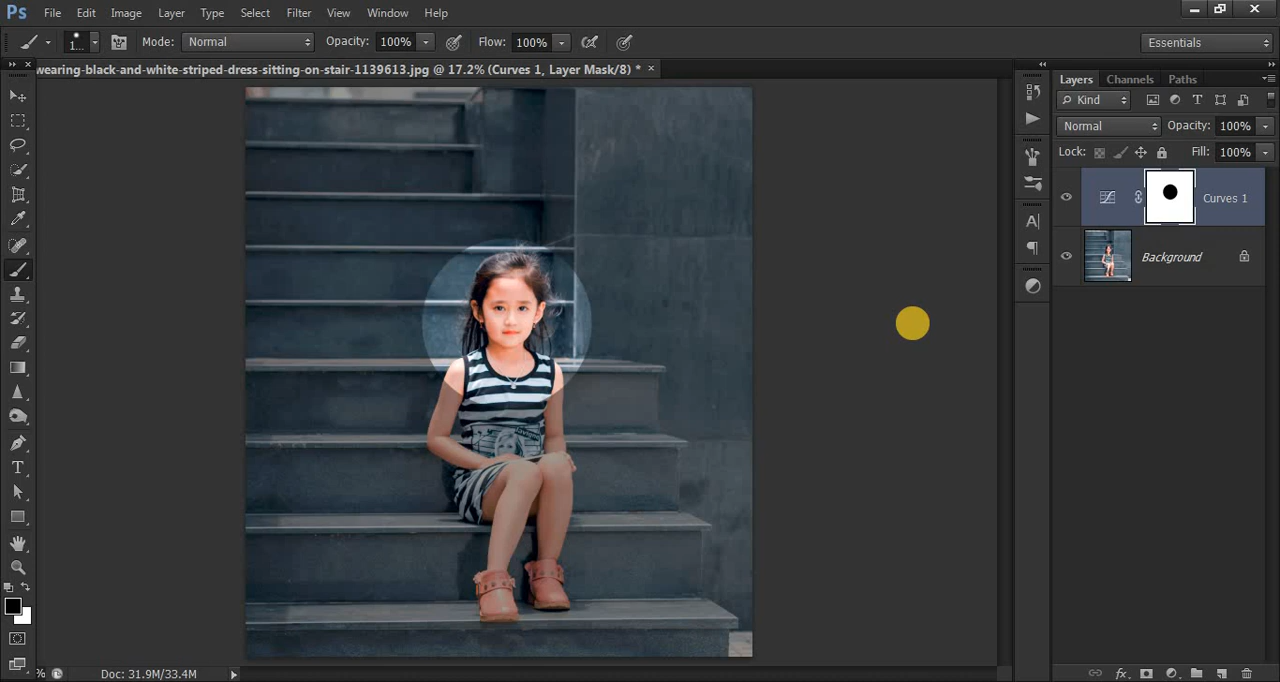 Ps File Edit Image Layer Type Select Filter View Window Help
1... Mode: Normal Opacity: 100% Flow: 100% Essentials
wearing-black-and-white-striped-dress-sitting-on-stair-1139613.jpg @ 17.2% (Curves 1, Layer Mask/8) * ×
Layers Channels Paths
Kind T
Normal Opacity: 100%
Lock: Fill: 100%
Curves 1
A
Background
T
% Doc: 31.9M/33.4M
fx